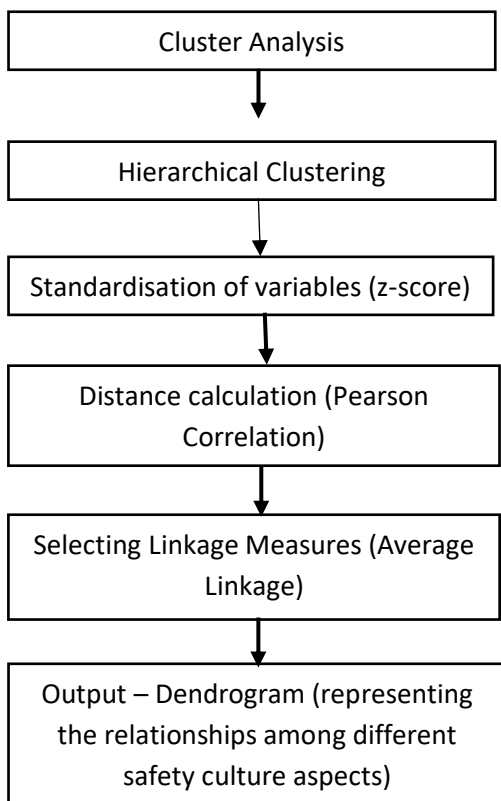 Cluster Analysis
Hierarchical Clustering
Standardisation of variables (z-score)
Distance calculation (Pearson
Correlation)
Selecting Linkage Measures (Average
Linkage)
Output – Dendrogram (representing
the relationships among different
safety culture aspects)